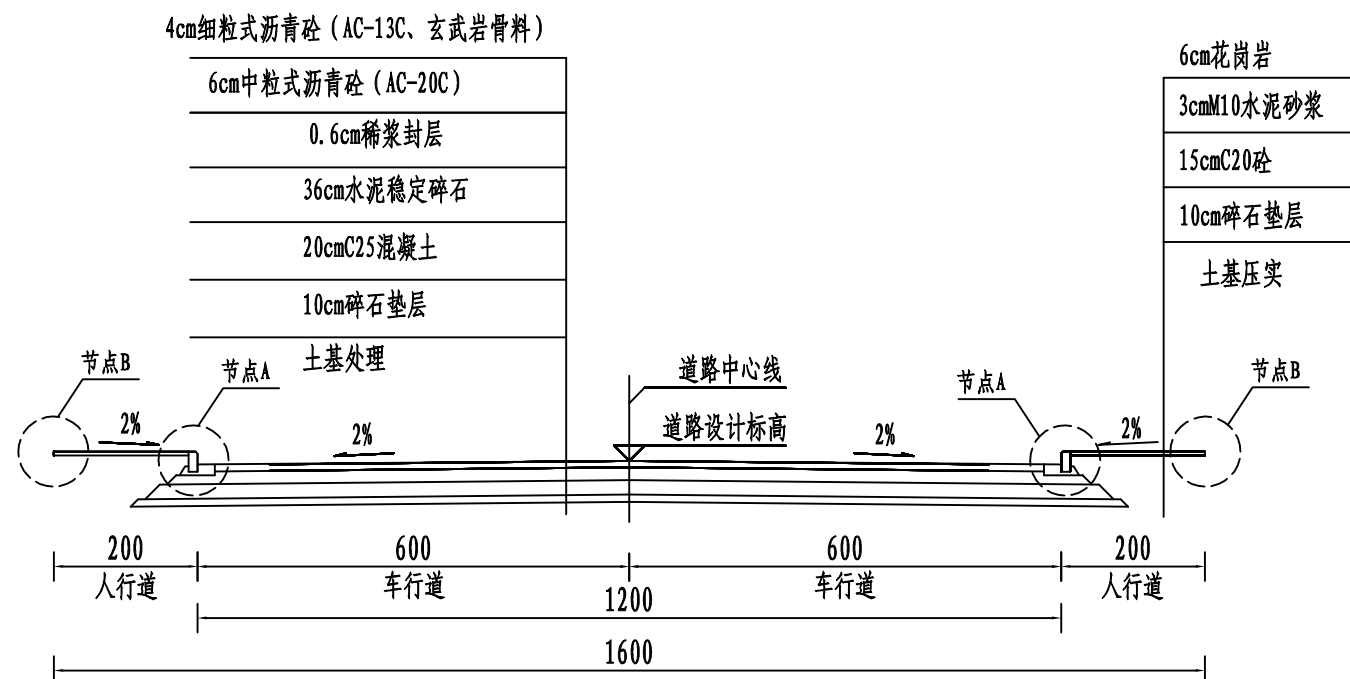 4cm细粒式沥青砼(AC-13C、玄武岩骨料)
6cm中粒式沥青砼(AC-20C)
0.6cm稀浆封层
36cm水泥稳定碎石
20cmC25混凝土
10cm碎石垫层
土基处理
6cm花岗岩
3cmM10水泥砂浆
15cmC20砼
10cm碎石垫层
土基压实
节点B
节点A
道路中心线
道路设计标高
节点A
节点B
2%
2%
2%
2%
200
600
600
200
人行道
车行道
车行道
人行道
1200
1600